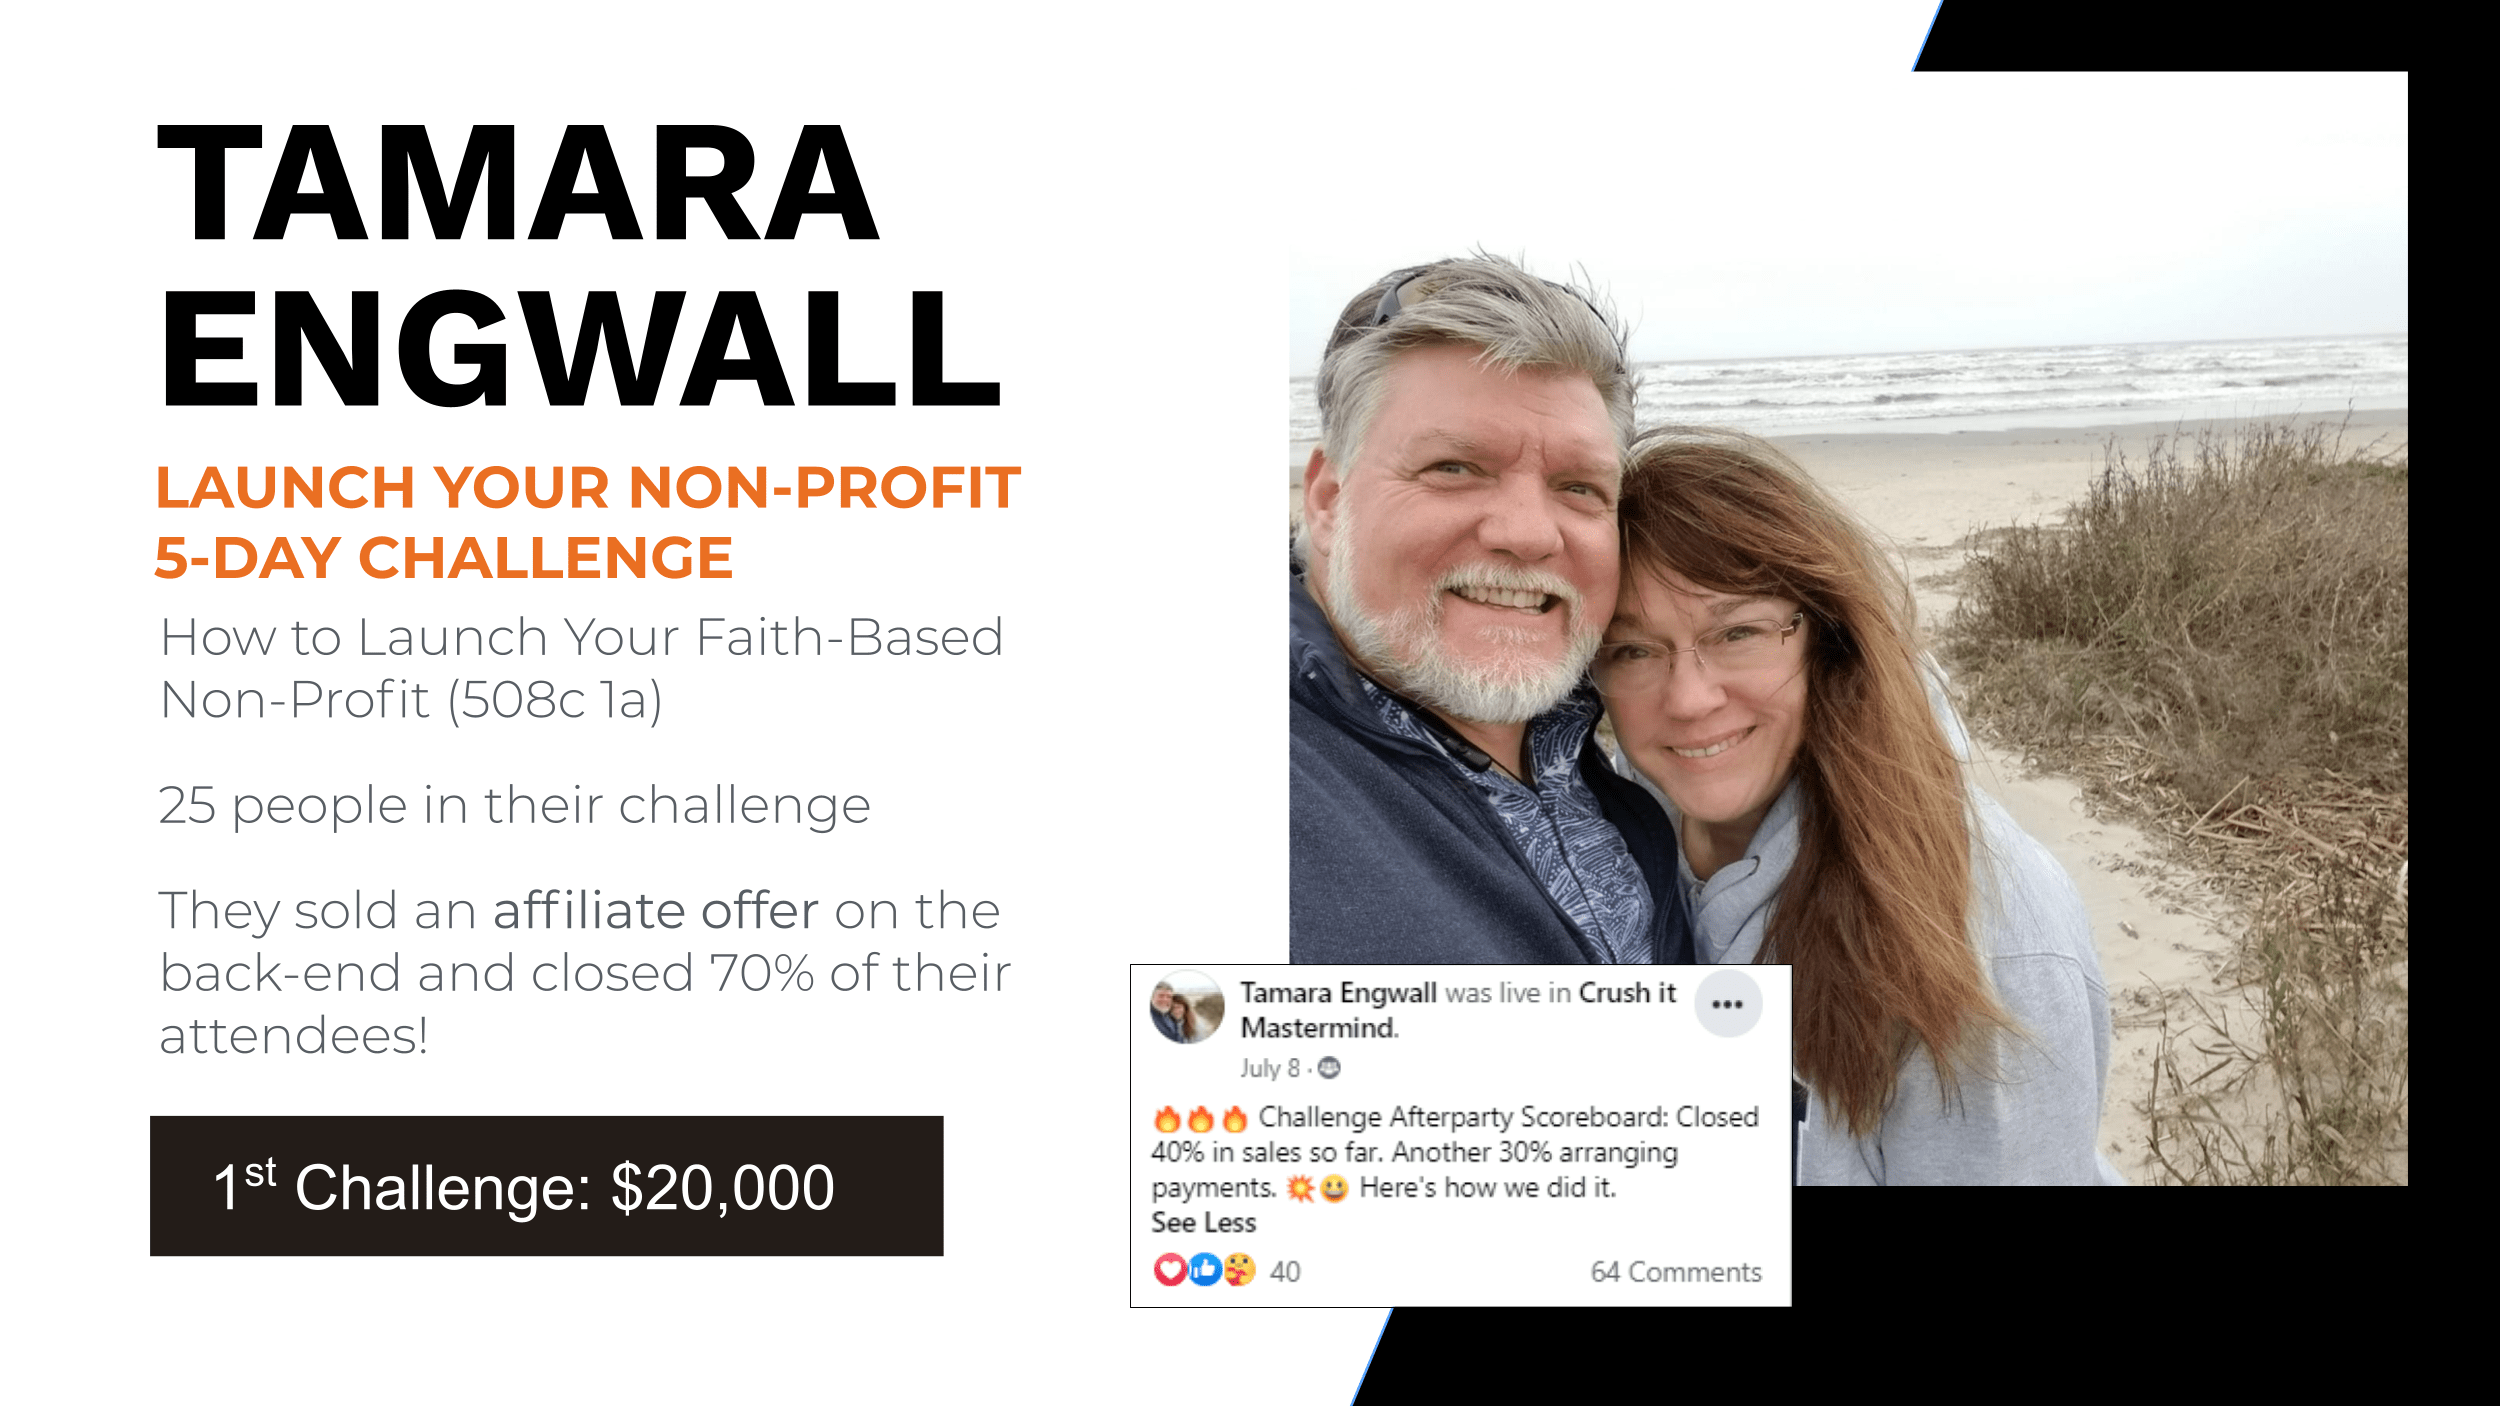 TAMARA
ENGWALL
LAUNCH YOUR NON-PROFIT
5-DAY CHALLENGE
How to Launch Your Faith-Based
Non-Profit (508c 1a)
25 people in their challenge
They sold an affiliate offer on the
back-end and closed 70% of their
attendees!
1st Challenge: $20,000
Tamara Engwall was live in Crush it
Mastermind.
July 8 ·
🔥🔥🔥 Challenge Afterparty Scoreboard: Closed
40% in sales so far. Another 30% arranging
payments. 💥😀 Here's how we did it.
See Less
40
64 Comments